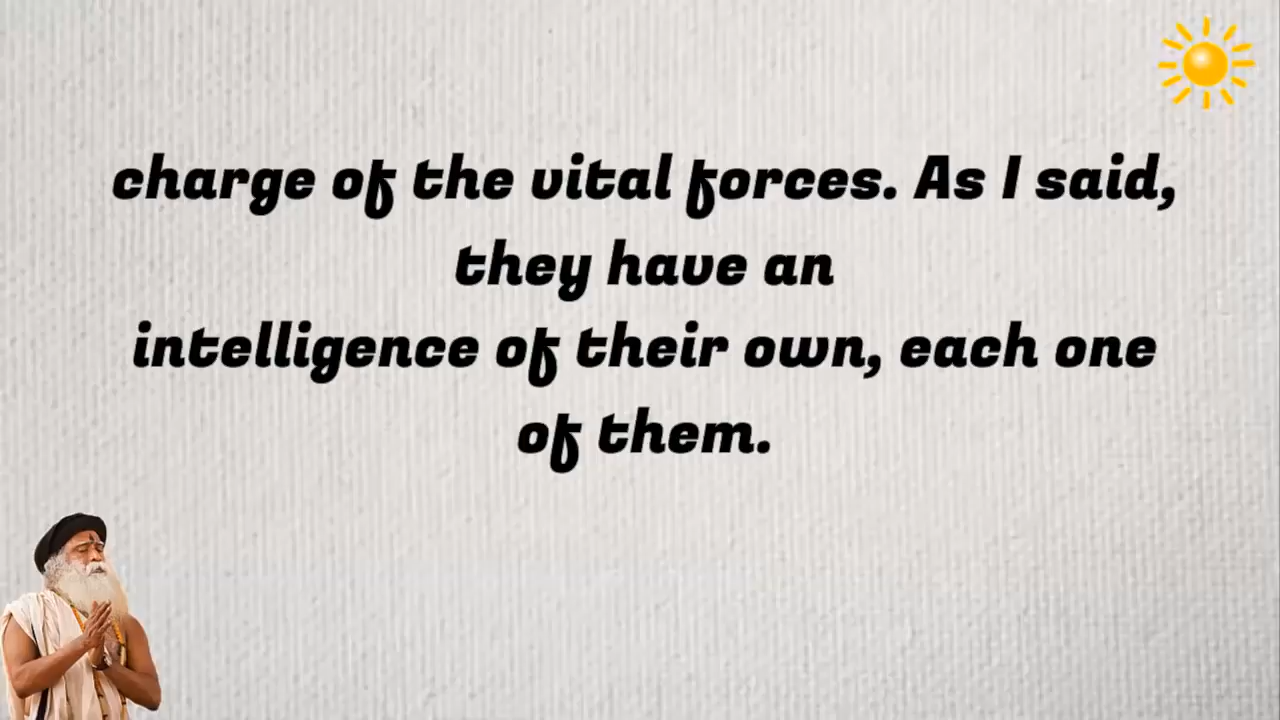 charge of the vital forces. As I said,
they have an
intelligence of their own, each one
of them.